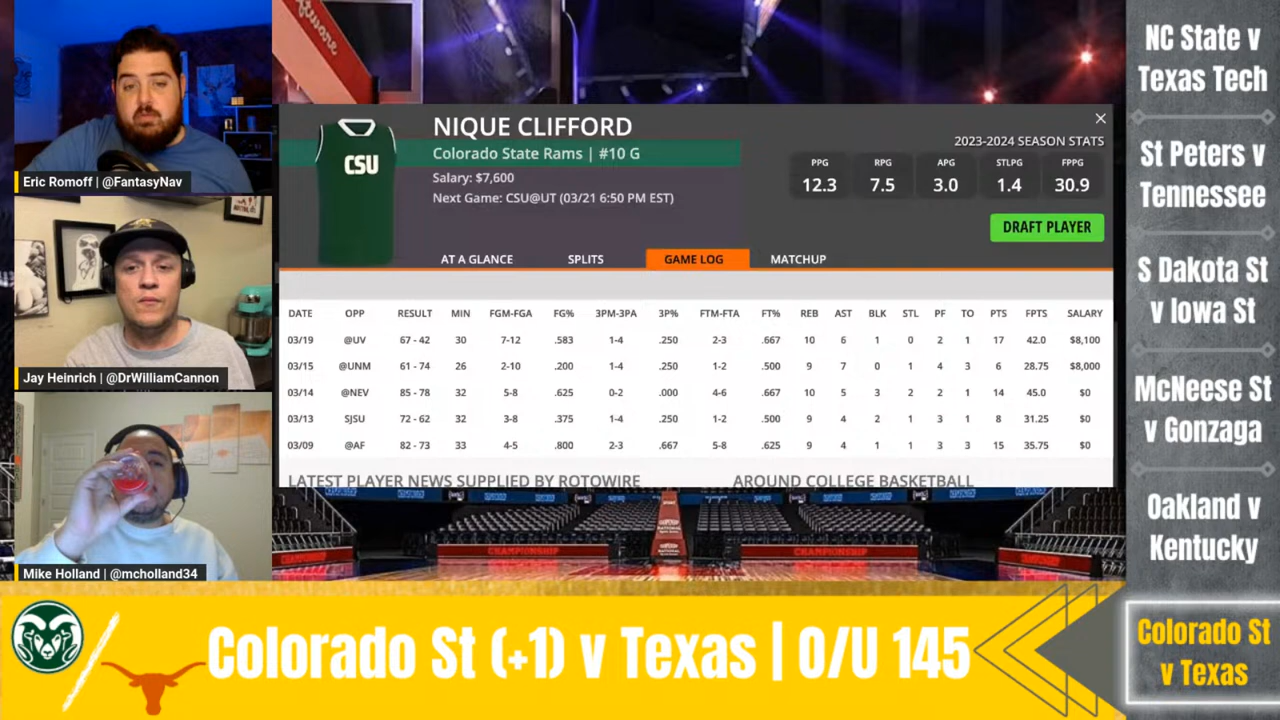 Eric Romoff | @FantasyNav
Jay Heinrich | @DrWilliamCannon
Mike Holland | @mcholland34
CSU
NIQUE CLIFFORD
Colorado State Rams | #10 G
Salary: $7,600
Next Game: CSU@UT (03/21 6:50 PM EST)
2023-2024 SEASON STATS
PPG RPG APG STLPG FPPG
12.3 7.5 3.0 1.4 30.9
DRAFT PLAYER
AT A GLANCE SPLITS GAME LOG MATCHUP
DATE OPP RESULT MIN FGM-FGA FG% 3PM-3PA 3P% FTM-FTA FT% REB AST BLK STL PF TO PTS FPTS SALARY
03/19 @UV 67 - 42 30 7-12 .583 1-4 .250 2-3 .667 10 6 1 0 2 1 17 42.0 $8,100
03/15 @UNM 61 - 74 26 2-10 .200 1-4 .250 1-2 .500 9 7 0 1 4 3 6 28.75 $8,000
03/14 @NEV 85 - 78 32 5-8 .625 0-2 .000 4-6 .667 10 5 3 2 2 1 14 45.0 $0
03/13 SJSU 72 - 62 32 3-8 .375 1-4 .250 1-2 .500 9 4 2 1 3 1 8 31.25 $0
03/09 @AF 82 - 73 33 4-5 .800 2-3 .667 5-8 .625 9 4 1 1 3 3 15 35.75 $0
LATEST PLAYER NEWS SUPPLIED BY ROTOWIRE AROUND COLLEGE BASKETBALL
CHAMPIONSHIP
CHAMPIONSHIP
NC State v
Texas Tech
St Peters v
Tennessee
S Dakota St
v Iowa St
McNeese St
v Gonzaga
Oakland v
Kentucky
Colorado St
v Texas
Colorado St (+1) v Texas | O/U 145